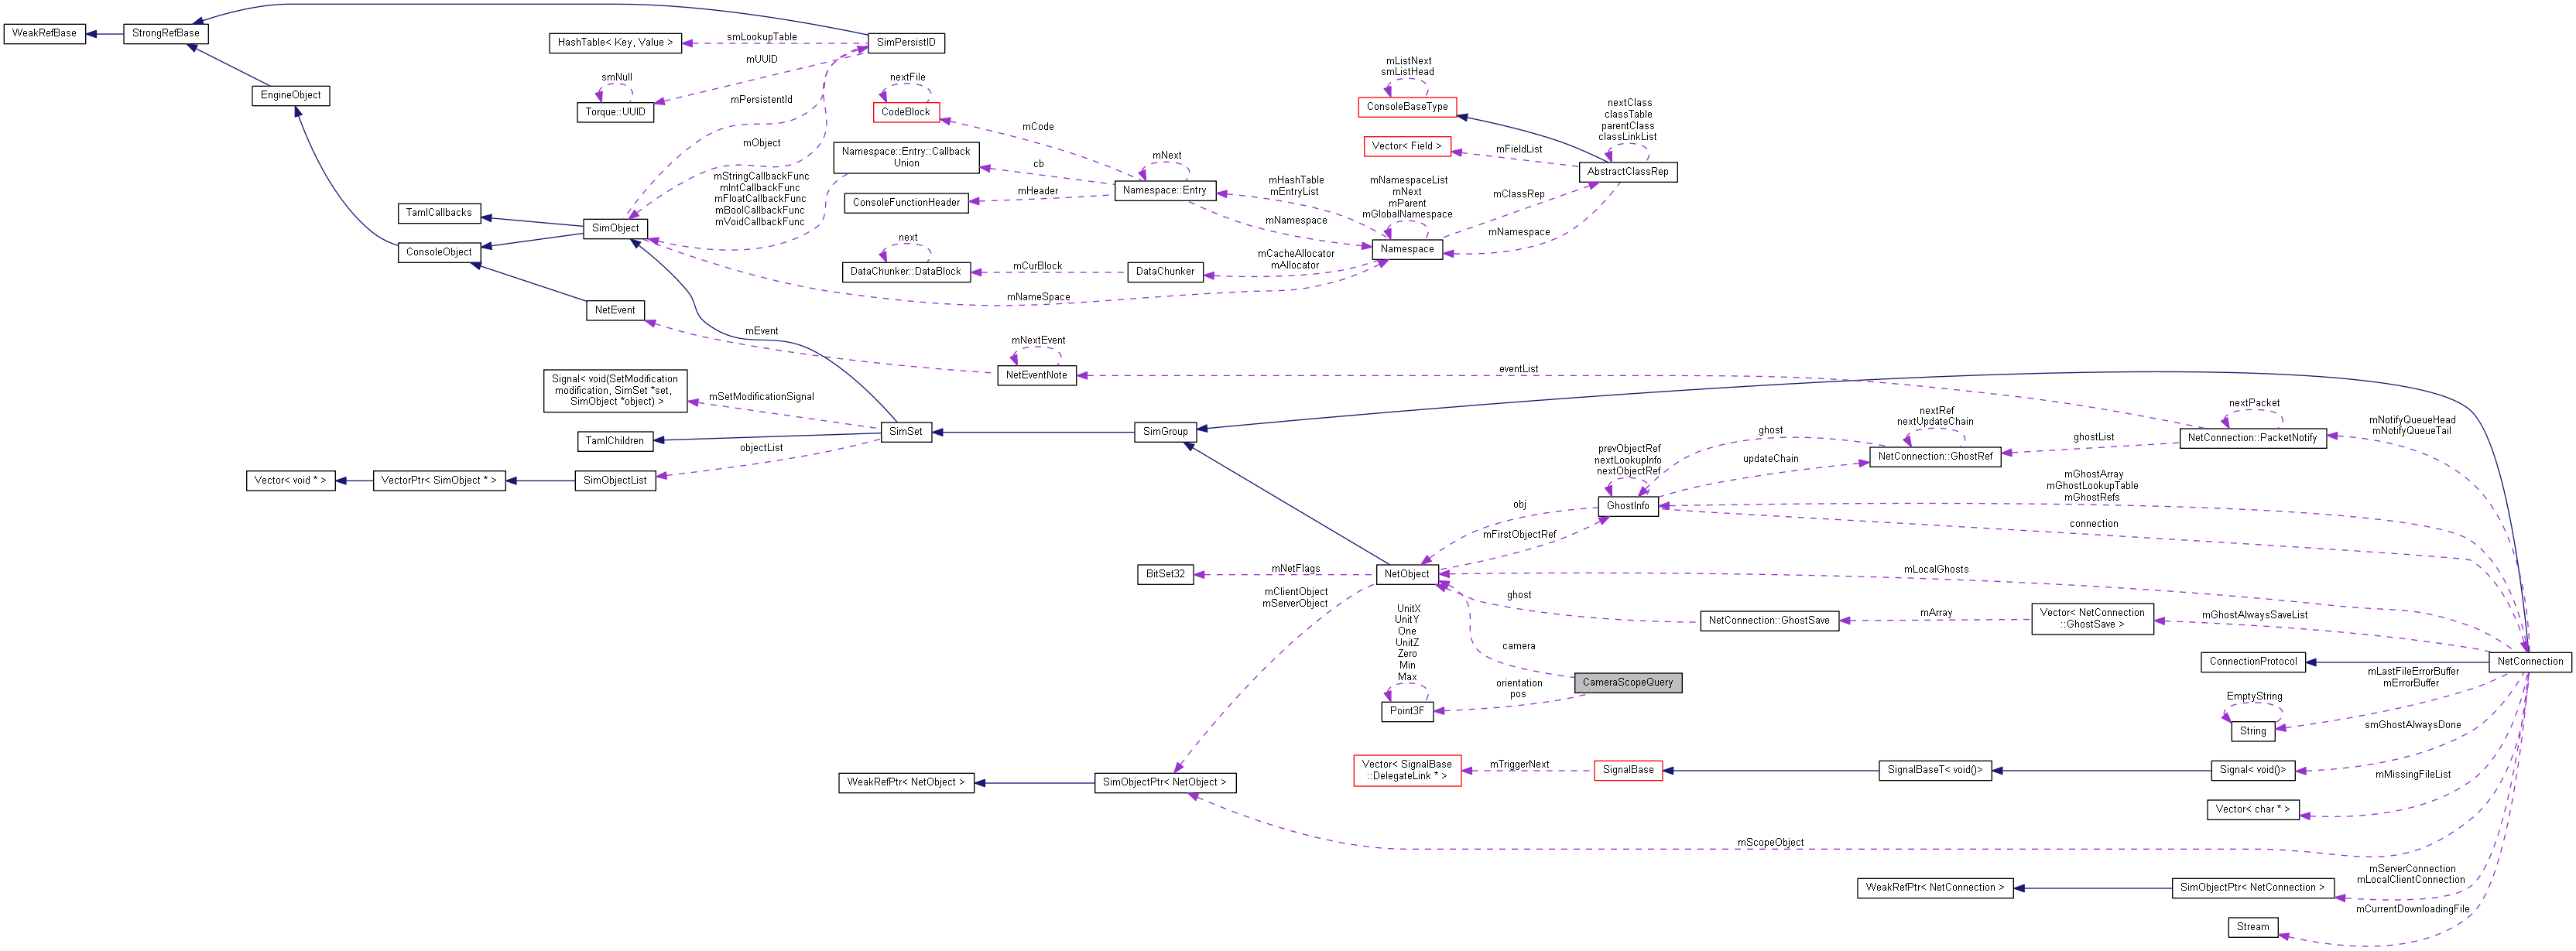 WeakRefBase
StrongRefBase
EngineObject
HashTable< Key, Value >
smLookupTable
SimPersistID
mUUID
smNull
Torque::UUID
mPersistentId
mObject
nextFile
CodeBlock
mCode
Namespace::Entry::Callback
Union
cb
mNext
Namespace::Entry
mHeader
ConsoleFunctionHeader
mStringCallbackFunc
mIntCallbackFunc
mFloatCallbackFunc
mBoolCallbackFunc
mVoidCallbackFunc
TamlCallbacks
SimObject
ConsoleObject
NetEvent
next
DataChunker::DataBlock
mCurBlock
DataChunker
mNameSpace
mHashTable
mEntryList
mNamespace
mCacheAllocator
mAllocator
mListNext
smListHead
ConsoleBaseType
Vector< Field >
mFieldList
nextClass
classTable
parentClass
classLinkList
AbstractClassRep
mNamespaceList
mNext
mParent
mGlobalNamespace
Namespace
mClassRep
mNamespace
mEvent
mNextEvent
NetEventNote
eventList
Signal< void(SetModification
modification, SimSet *set,
SimObject *object) >
mSetModificationSignal
TamlChildren
SimSet
objectList
SimGroup
Vector< void * >
VectorPtr< SimObject * >
SimObjectList
nextPacket
NetConnection::PacketNotify
mNotifyQueueHead
mNotifyQueueTail
ghostList
nextRef
nextUpdateChain
NetConnection::GhostRef
ghost
updateChain
prevObjectRef
nextLookupInfo
nextObjectRef
GhostInfo
mGhostArray
mGhostLookupTable
mGhostRefs
connection
obj
mFirstObjectRef
BitSet32
mNetFlags
NetObject
mLocalGhosts
mClientObject
mServerObject
ghost
NetConnection::GhostSave
mArray
Vector< NetConnection
::GhostSave >
mGhostAlwaysSaveList
UnitX
UnitY
One
UnitZ
Zero
Min
Max
Point3F
camera
orientation
pos
CameraScopeQuery
ConnectionProtocol
NetConnection
mLastFileErrorBuffer
mErrorBuffer
EmptyString
String
smGhostAlwaysDone
WeakRefPtr< NetObject >
SimObjectPtr< NetObject >
Vector< SignalBase
::DelegateLink * >
mTriggerNext
SignalBase
SignalBaseT< void()>
Signal< void()>
mMissingFileList
Vector< char * >
mScopeObject
WeakRefPtr< NetConnection >
SimObjectPtr< NetConnection >
mServerConnection
mLocalClientConnection
mCurrentDownloadingFile
Stream